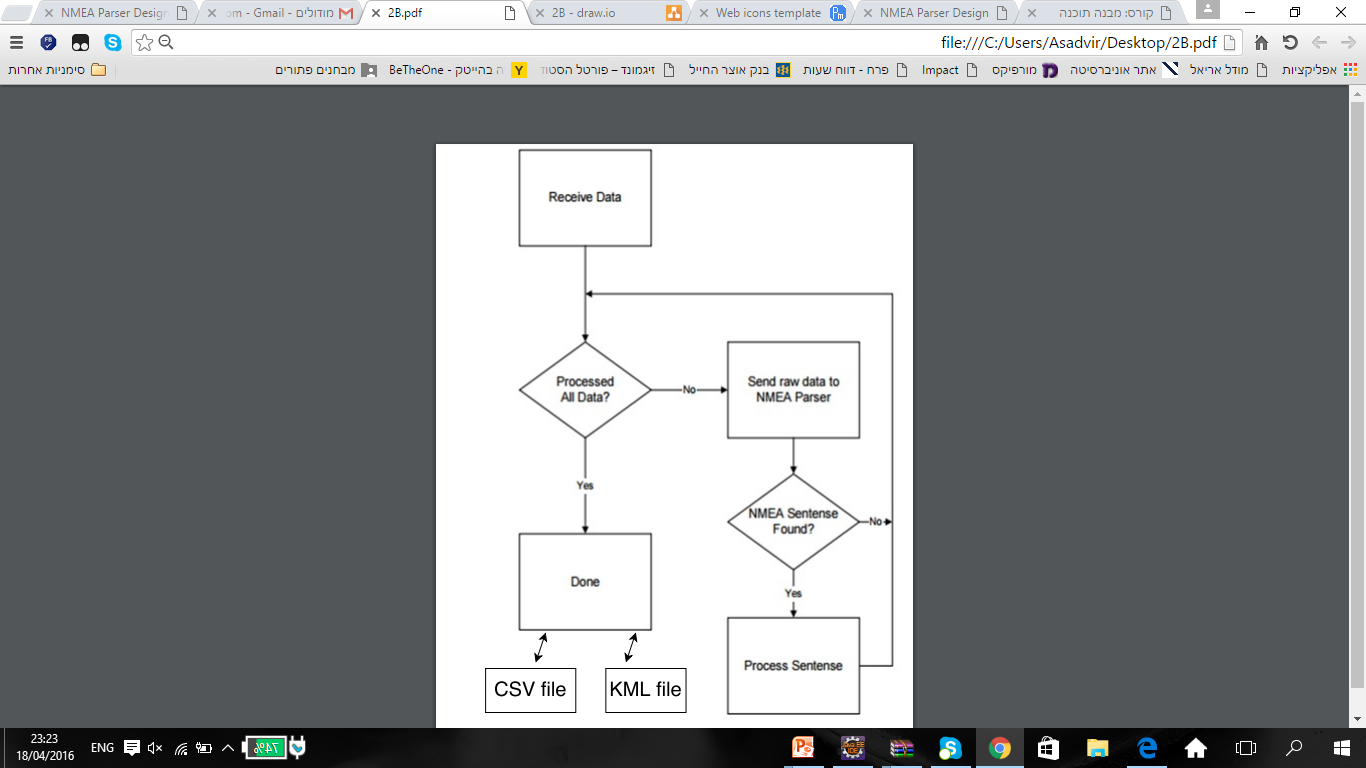 NMEA Parser Design
מודולים - Gmail - om
2B.pdf
2B - draw.io
Web icons template
NMEA Parser Design
קורס: מבנה תוכנה
file:///C:/Users/Asadvir/Desktop/2B.pdf
אפליקציות
מודל אריאל
אתר אוניברסיטה
מורפיקס
Impact
פרח - דווח שעות
בנק אוצר החייל
זיגמונד – פורטל הסטוד
BeTheOne - בהייטק
מבחנים פתורים
סימניות אחרות
Receive Data
Processed
All Data?
No
Send raw data to
NMEA Parser
Yes
NMEA Sentense
Found?
No
Done
Yes
Process Sentense
CSV file
KML file
23:23
18/04/2016
ENG
74%